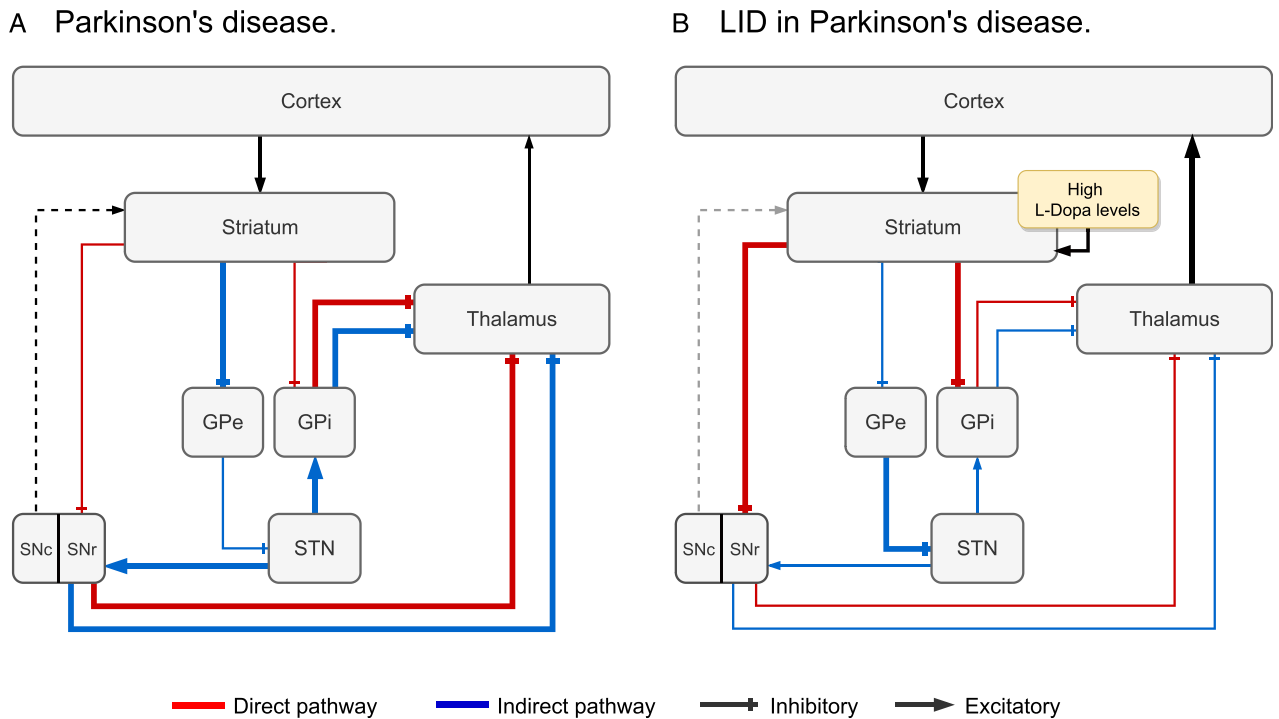 A Parkinson's disease.
Cortex
Striatum
Thalamus
GPe
GPi
SNc
SNr
STN
B LID in Parkinson's disease.
Cortex
High
L-Dopa levels
Striatum
Thalamus
GPe
GPi
SNc
SNr
STN
Direct pathway
Indirect pathway
Inhibitory
Excitatory